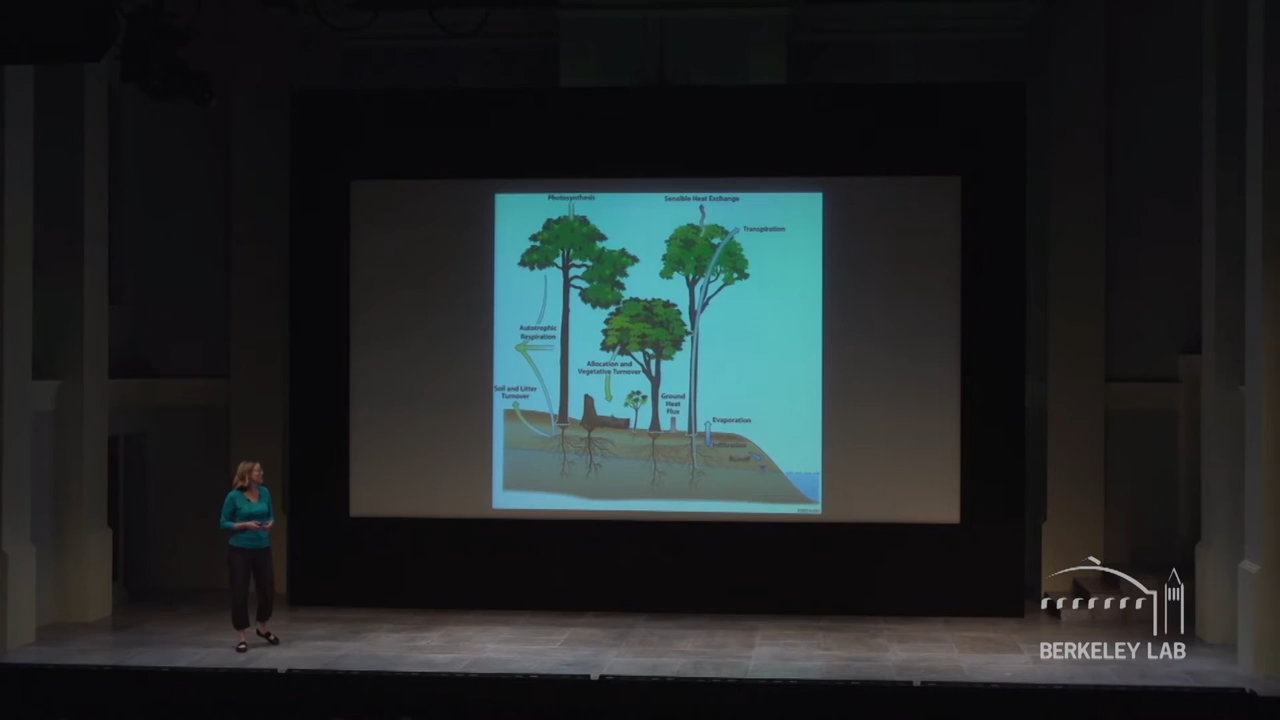 Photosynthesis
Sensible Heat Exchange
Transpiration
Autotrophic
Respiration
Allocation and
Vegetative Turnover
Soil and Litter
Turnover
Ground
Heat
Flux
Evaporation
Infiltration
Runoff
BERKELEY LAB